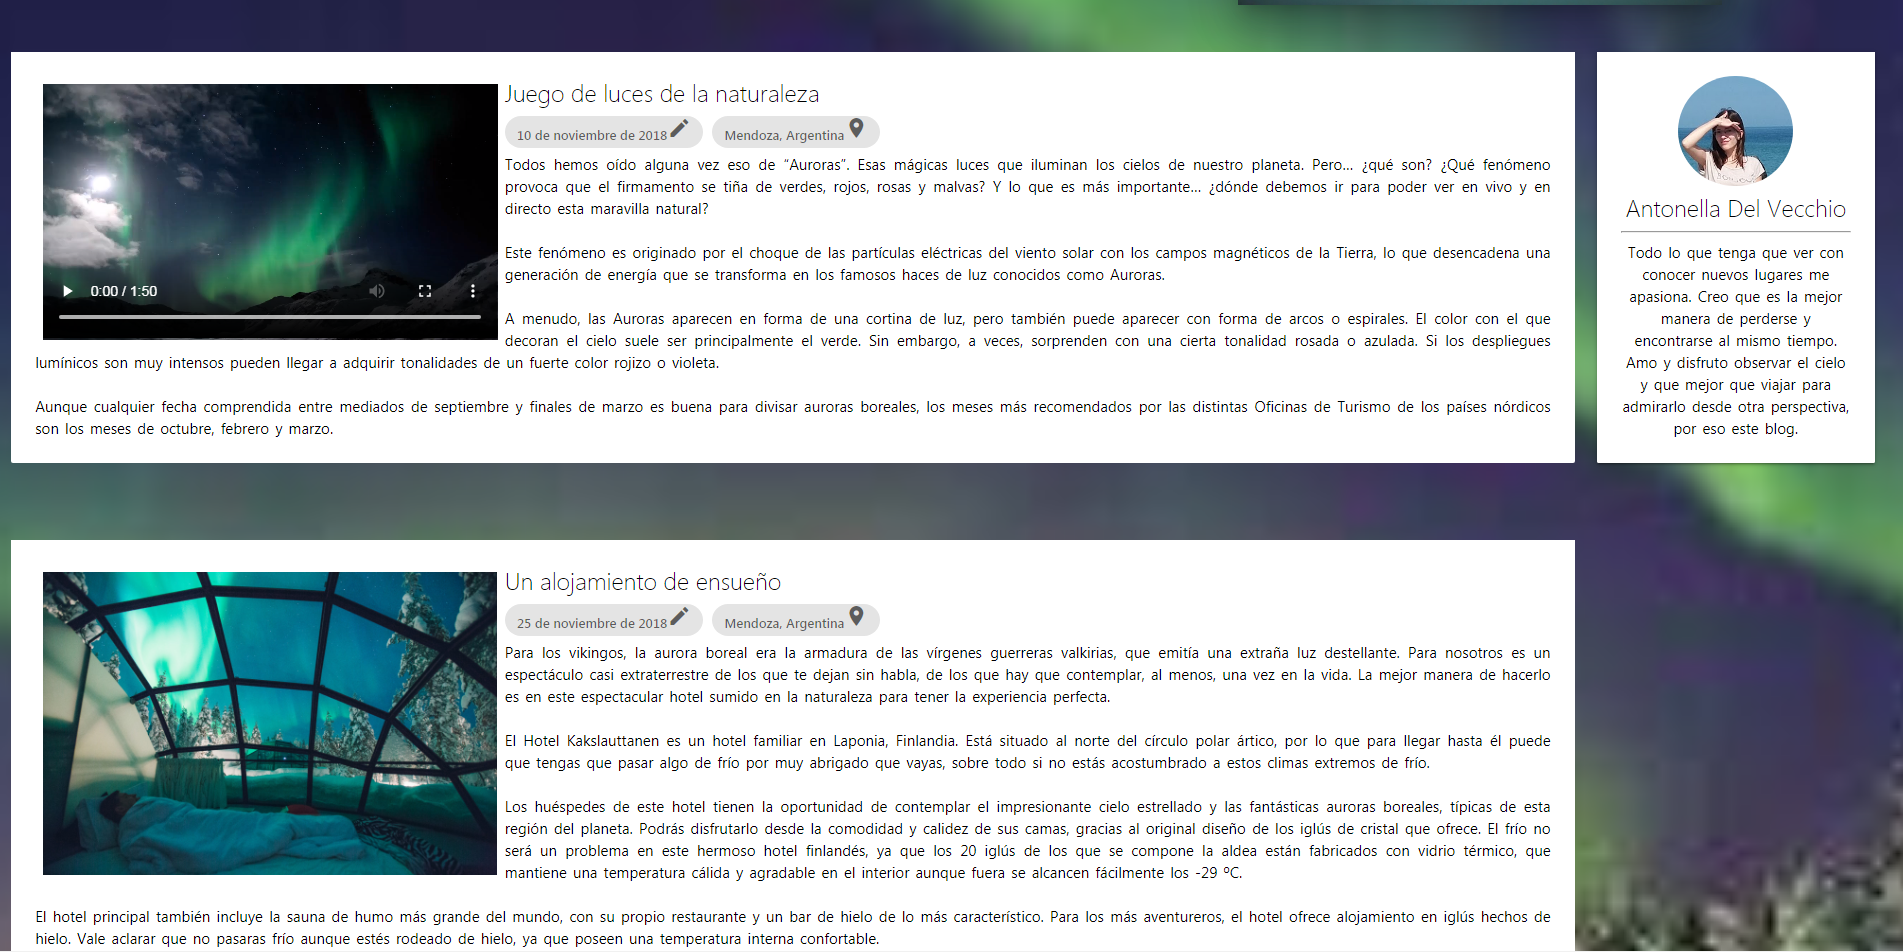 Juego de luces de la naturaleza
10 de noviembre de 2018
Mendoza, Argentina
Todos hemos oído alguna vez eso de “Auroras”. Esas mágicas luces que iluminan los cielos de nuestro planeta. Pero... ¿qué son? ¿Qué fenómeno
provoca que el firmamento se tiña de verdes, rojos, rosas y malvas? Y lo que es más importante... ¿dónde debemos ir para poder ver en vivo y en
directo esta maravilla natural?
Este fenómeno es originado por el choque de las partículas eléctricas del viento solar con los campos magnéticos de la Tierra, lo que desencadena una
generación de energía que se transforma en los famosos haces de luz conocidos como Auroras.
0:00 / 1:50
A menudo, las Auroras aparecen en forma de una cortina de luz, pero también puede aparecer con forma de arcos o espirales. El color con el que
decoran el cielo suele ser principalmente el verde. Sin embargo, a veces, sorprenden con una cierta tonalidad rosada o azulada. Si los despliegues
lumínicos son muy intensos pueden llegar a adquirir tonalidades de un fuerte color rojizo o violeta.
Aunque cualquier fecha comprendida entre mediados de septiembre y finales de marzo es buena para divisar auroras boreales, los meses más recomendados por las distintas Oficinas de Turismo de los países nórdicos
son los meses de octubre, febrero y marzo.
Antonella Del Vecchio
Todo lo que tenga que ver con
conocer nuevos lugares me
apasiona. Creo que es la mejor
manera de perderse y
encontrarse al mismo tiempo.
Amo y disfruto observar el cielo
y que mejor que viajar para
admirarlo desde otra perspectiva,
por eso este blog.
Un alojamiento de ensueño
25 de noviembre de 2018
Mendoza, Argentina
Para los vikingos, la aurora boreal era la armadura de las vírgenes guerreras valkirias, que emitía una extraña luz destellante. Para nosotros es un
espectáculo casi extraterrestre de los que te dejan sin habla, de los que hay que contemplar, al menos, una vez en la vida. La mejor manera de hacerlo
es en este espectacular hotel sumido en la naturaleza para tener la experiencia perfecta.
El Hotel Kakslauttanen es un hotel familiar en Laponia, Finlandia. Está situado al norte del círculo polar ártico, por lo que para llegar hasta él puede
que tengas que pasar algo de frío por muy abrigado que vayas, sobre todo si no estás acostumbrado a estos climas extremos de frío.
Los huéspedes de este hotel tienen la oportunidad de contemplar el impresionante cielo estrellado y las fantásticas auroras boreales, típicas de esta
región del planeta. Podrás disfrutarlo desde la comodidad y calidez de sus camas, gracias al original diseño de los iglús de cristal que ofrece. El frío no
será un problema en este hermoso hotel finlandés, ya que los 20 iglús de los que se compone la aldea están fabricados con vidrio térmico, que
mantiene una temperatura cálida y agradable en el interior aunque fuera se alcancen fácilmente los -29 ºC.
El hotel principal también incluye la sauna de humo más grande del mundo, con su propio restaurante y un bar de hielo de lo más característico. Para los más aventureros, el hotel ofrece alojamiento en iglús hechos de
hielo. Vale aclarar que no pasaras frío aunque estés rodeado de hielo, ya que poseen una temperatura interna confortable.